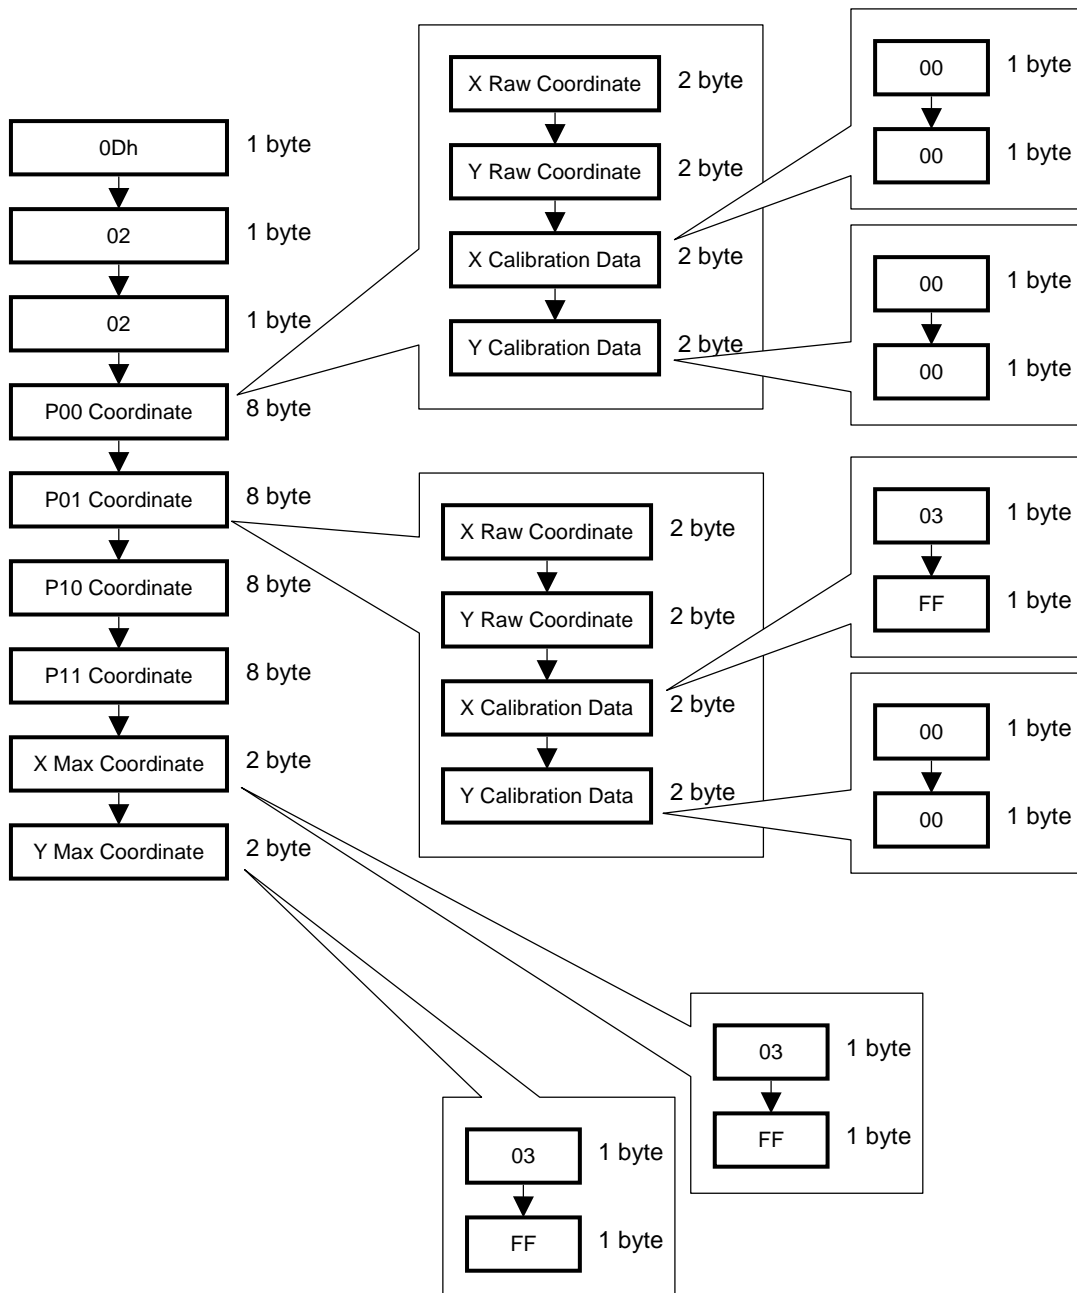 0Dh 1 byte
02 1 byte
02 1 byte
P00 Coordinate 8 byte
P01 Coordinate 8 byte
P10 Coordinate 8 byte
P11 Coordinate 8 byte
X Max Coordinate 2 byte
Y Max Coordinate 2 byte
X Raw Coordinate 2 byte
Y Raw Coordinate 2 byte
X Calibration Data 2 byte
Y Calibration Data 2 byte
00 1 byte
00 1 byte
00 1 byte
00 1 byte
X Raw Coordinate 2 byte
Y Raw Coordinate 2 byte
X Calibration Data 2 byte
Y Calibration Data 2 byte
03 1 byte
FF 1 byte
00 1 byte
00 1 byte
03 1 byte
FF 1 byte
03 1 byte
FF 1 byte